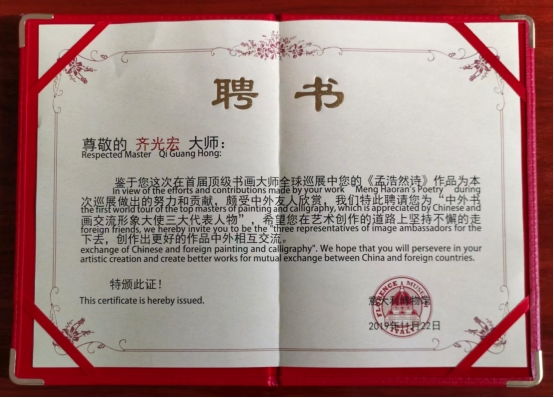 聘书
尊敬的 齐光宏 大师：
Respected Master Qi Guang Hong:
鉴于您这次在首届顶级书画大师全球巡展中您的《孟浩然诗》作品为本
In view of the efforts and contributions made by your work Meng Haoran's Poetry during
次巡展做出的努力和贡献，颇受中外友人欣赏，我们特此聘请您为“中外书
the first world tour of the top masters of painting and calligraphy, which is appreciated by Chinese and
画交流形象大使三大代表人物”，希望您在艺术创作的道路上坚持不懈的走
foreign friends, we hereby invite you to be the "three representatives of image ambassadors for the
下去，创作出更好的作品中外相互交流。
exchange of Chinese and foreign painting and calligraphy". We hope that you will persevere in your
artistic creation and create better works for mutual exchange between China and foreign countries.
特颁此证！
This certificate is hereby issued.
FLORENCE MUSEUM
ITALY
意大利博物馆
2019年11月22日